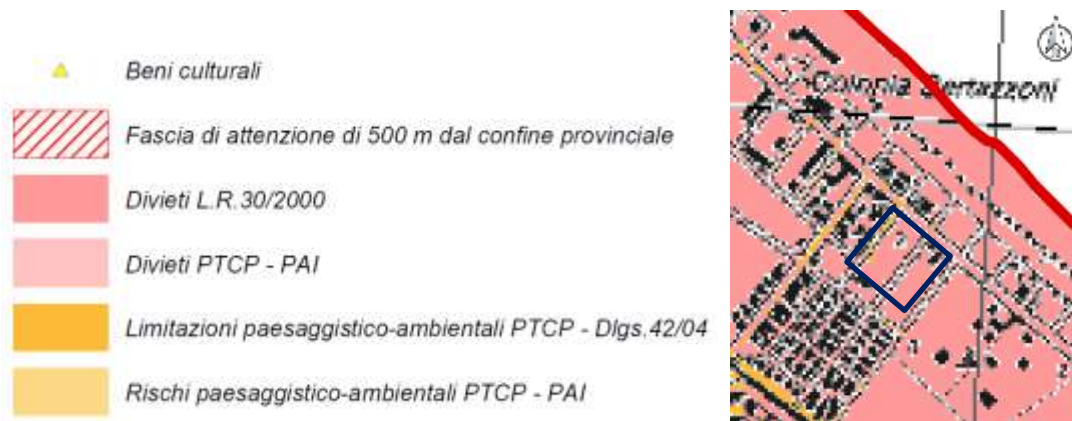 Beni culturali
Fascia di attenzione di 500 m dal confine provinciale
Divieti L.R.30/2000
Divieti PTCP - PAI
Limitazioni paesaggistico-ambientali PTCP - Dlgs.42/04
Rischi paesaggistico-ambientali PTCP - PAI
Colonia Bertazzoni